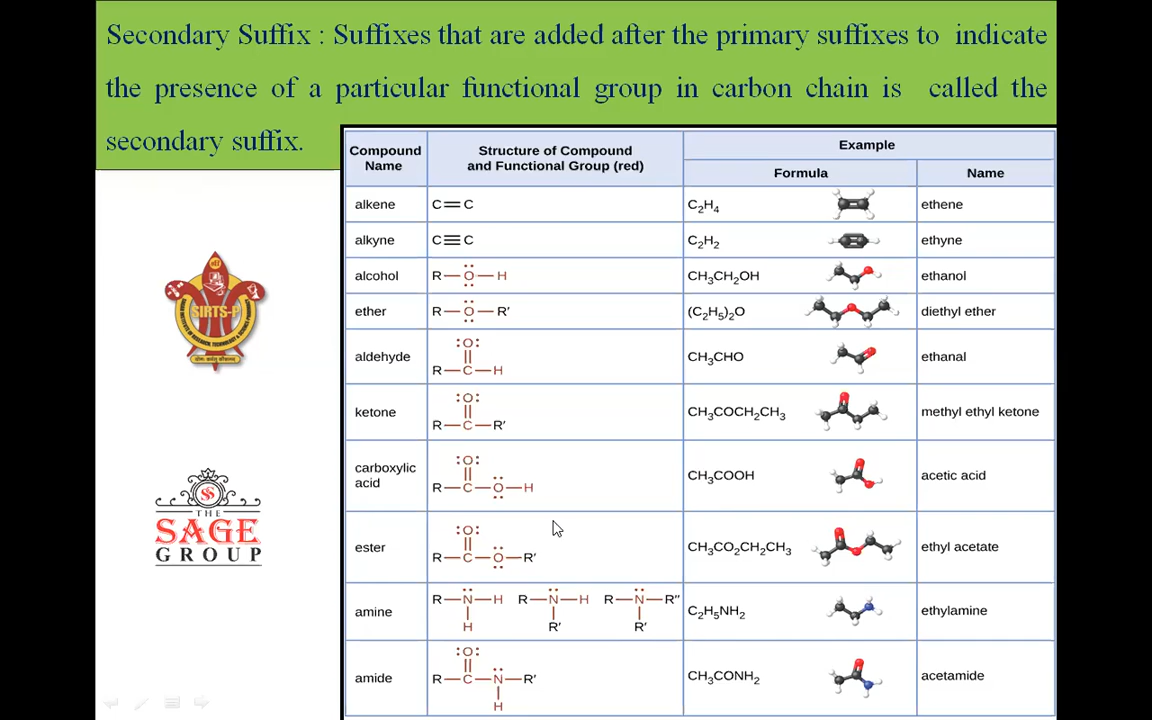 Secondary Suffix : Suffixes that are added after the primary suffixes to indicate
the presence of a particular functional group in carbon chain is called the
secondary suffix.
Compound Name
Structure of Compound and Functional Group (red)
Example
Formula
Name
alkene C=C C₂H₄ ethene
alkyne C≡C C₂H₂ ethyne
alcohol R—O—H CH₃CH₂OH ethanol
ether R—O—R′ (C₂H₅)₂O diethyl ether
:O:
aldehyde R—C—H CH₃CHO ethanal
:O:
ketone R—C—R′ CH₃COCH₂CH₃ methyl ethyl ketone
:O:
carboxylic acid R—C—O—H CH₃COOH acetic acid
:O:
ester R—C—O—R′ CH₃CO₂CH₂CH₃ ethyl acetate
amine R—N—H R—N—H R—N—R″ C₂H₅NH₂ ethylamine
H R′ R′
:O:
amide R—C—N—R′ CH₃CONH₂ acetamide
H
SIRTS-P
THE
SAGE
GROUP